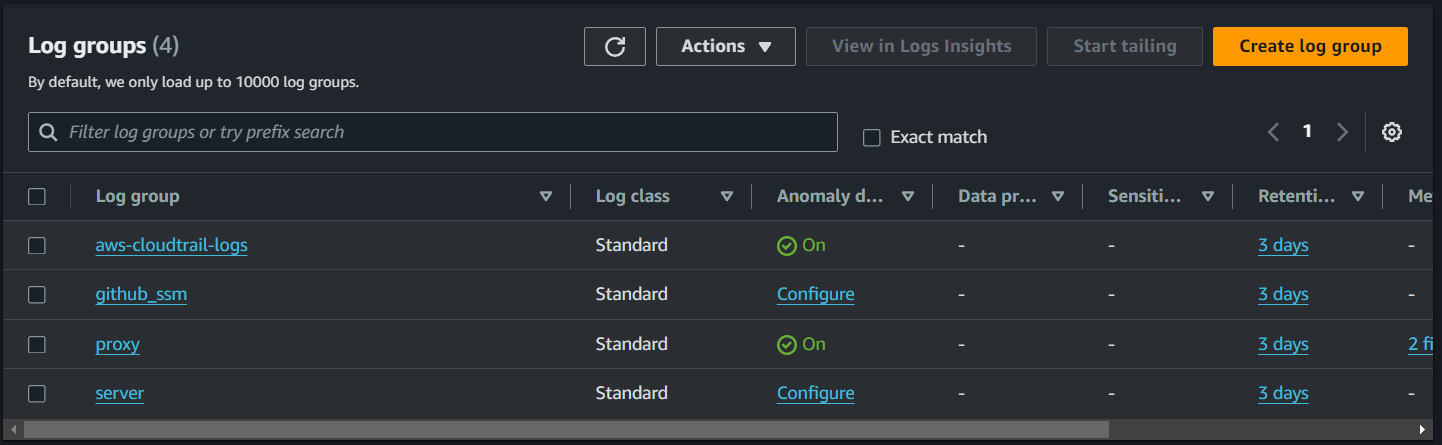 Log groups (4)
Actions
View in Logs Insights
Start tailing
Create log group
By default, we only load up to 10000 log groups.
Filter log groups or try prefix search
Exact match
1
Log group Log class Anomaly d... Data pr... Sensiti... Retenti... Me
aws-cloudtrail-logs Standard On - - 3 days -
github_ssm Standard Configure - - 3 days -
proxy Standard On - - 3 days 2 fi
server Standard Configure - - 3 days -